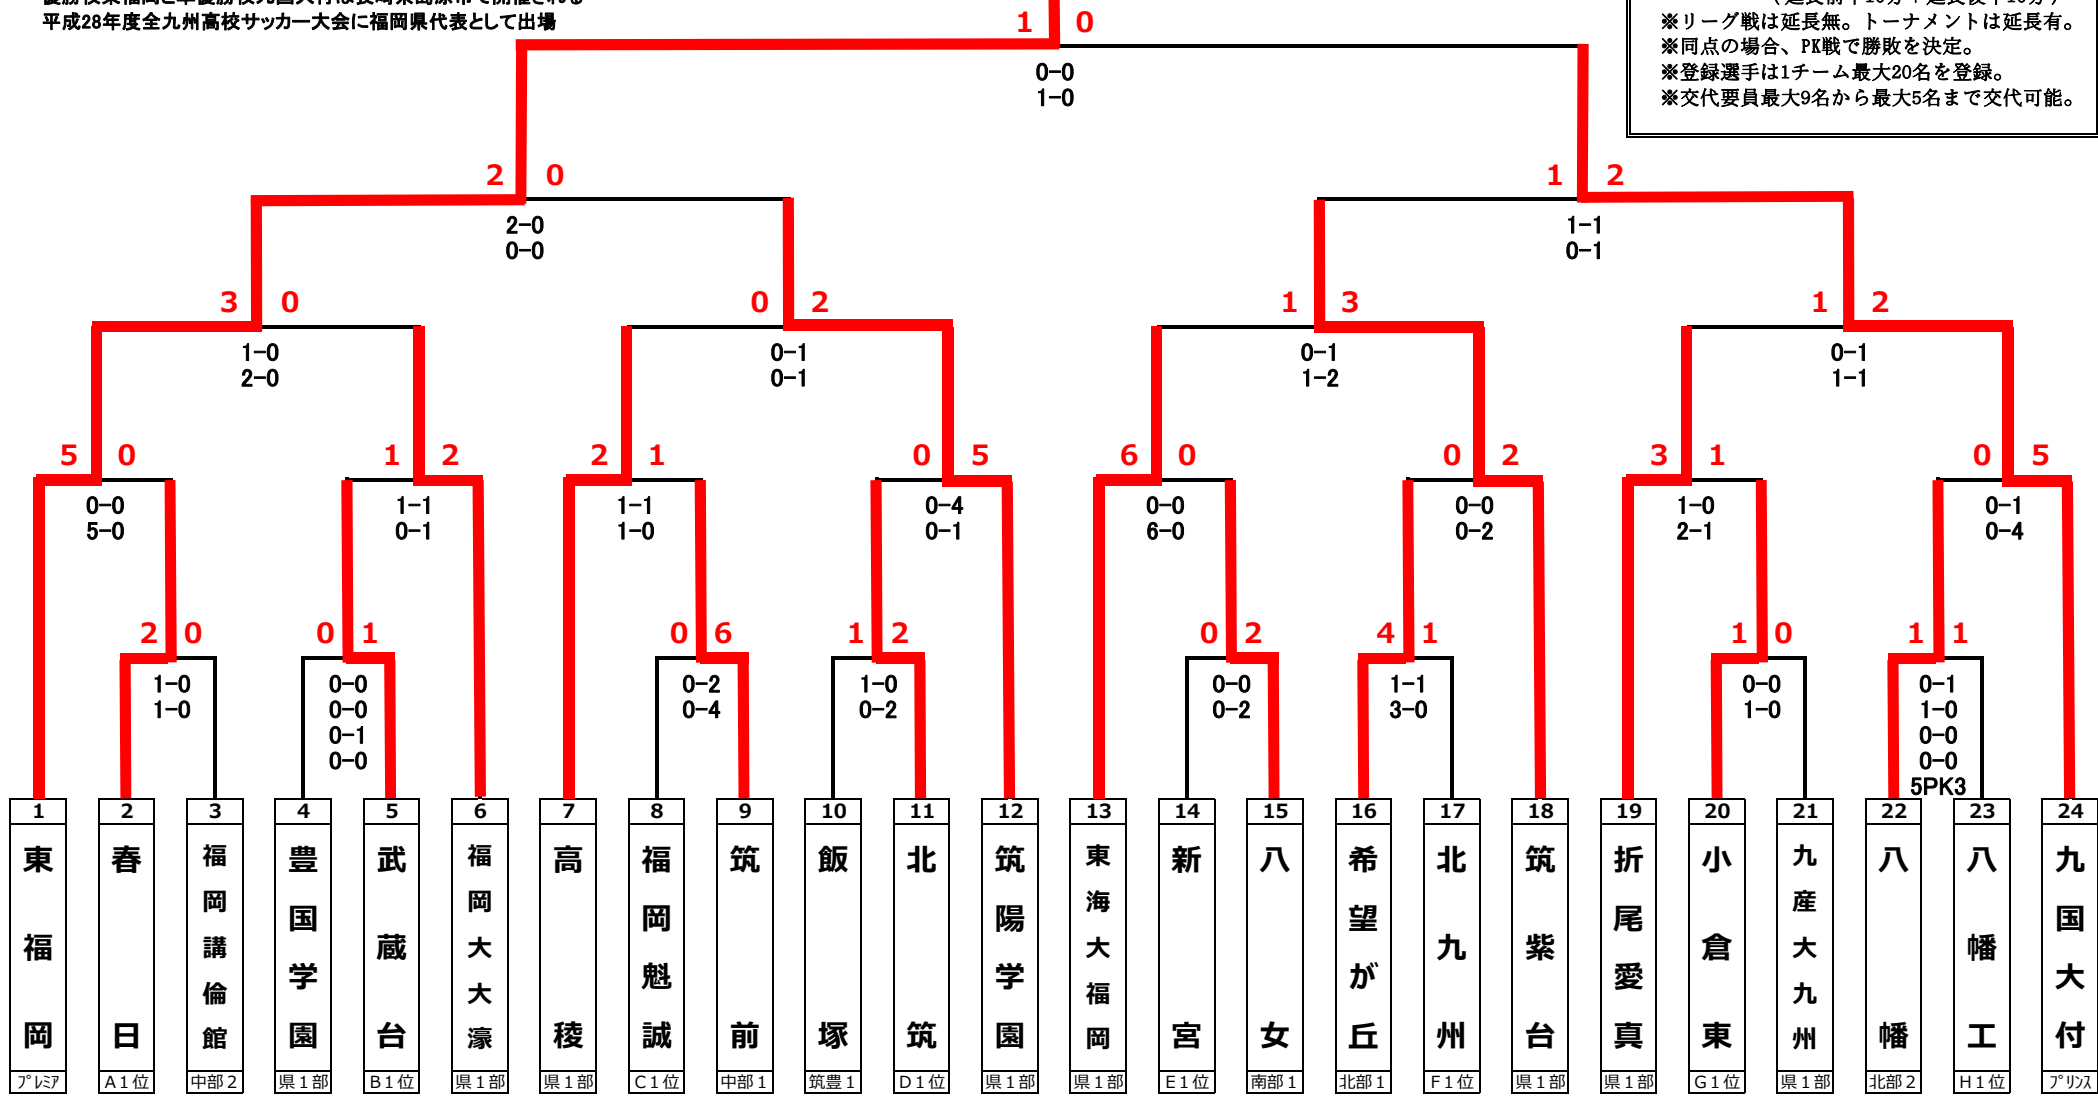 平成28年度全九州高校サッカー大会に福岡県代表として出場
※リーグ戦は延長無。トーナメントは延長有。
※同点の場合、PK戦で勝敗を決定。
※登録選手は1チーム最大20名を登録。
※交代要員最大9名から最大5名まで交代可能。
1 0
0-0
1-0
2 0
2-0
0-0
1 2
1-1
0-1
3 0
1-0
2-0
0 2
0-1
0-1
1 3
0-1
1-2
1 2
0-1
1-1
5 0
0-0
5-0
1 2
1-1
0-1
2 1
1-1
1-0
0 5
0-4
0-1
6 0
0-0
6-0
0 2
0-0
0-2
3 1
1-0
2-1
0 5
0-1
0-4
2 0
1-0
1-0
0 1
0-0
0-0
0-1
0-0
0 6
0-2
0-4
1 2
1-0
0-2
0 2
0-0
0-2
4 1
1-1
3-0
1 0
0-0
1-0
1 1
0-1
1-0
0-0
0-0
5PK3
1
東福岡
プレミア
2
春日
A1位
3
福岡講倫館
中部2
4
豊国学園
県1部
5
武蔵台
B1位
6
福岡大大濠
県1部
7
高稜
県1部
8
福岡魁誠
C1位
9
筑前
中部1
10
飯塚
筑豊1
11
北筑
D1位
12
筑陽学園
県1部
13
東海大福岡
県1部
14
新宮
E1位
15
八女
南部1
16
希望が丘
北部1
17
北九州
F1位
18
筑紫台
県1部
19
折尾愛真
県1部
20
小倉東
G1位
21
九産大九州
県1部
22
八幡
北部2
23
八幡工
H1位
24
九国大付
プリンス